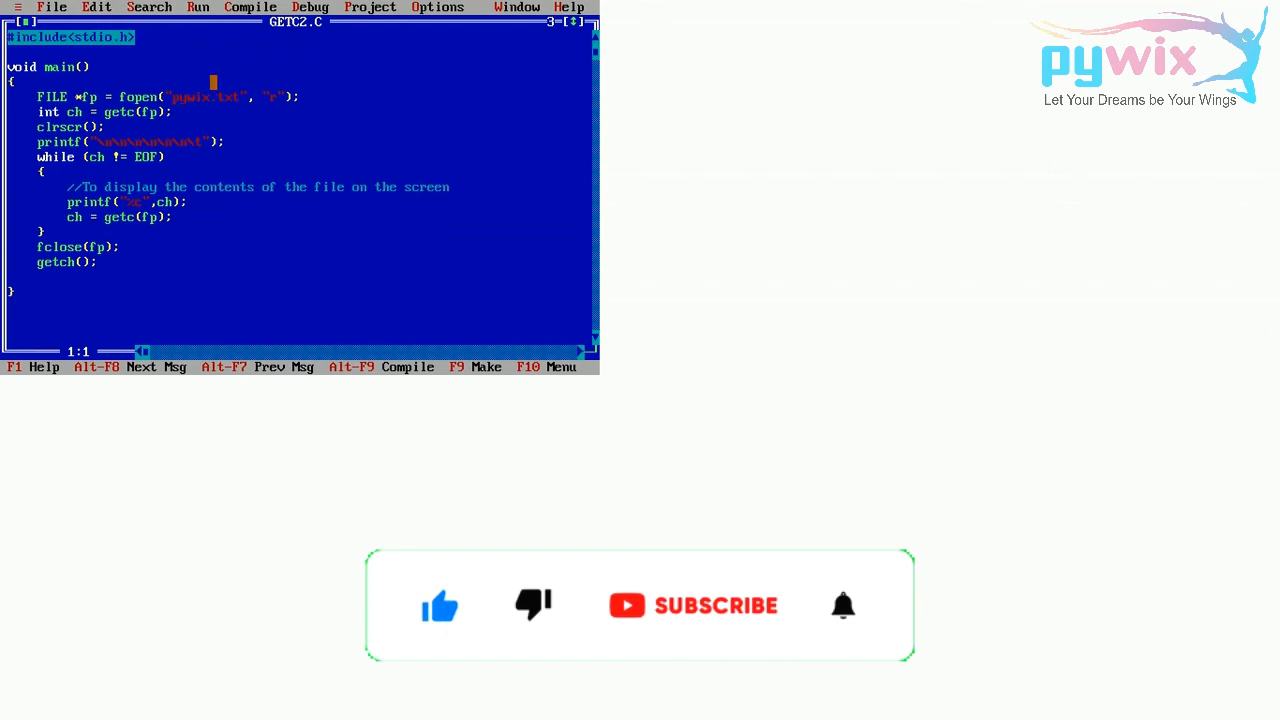 ≡ File Edit Search Run Compile Debug Project Options Window Help
[■] GETC2.C 3=[↕]
#include<stdio.h>
void main()
{
FILE *fp = fopen("pywix.txt", "r");
int ch = getc(fp);
clrscr();
printf("\n\n\n\n\n\n\t");
while (ch != EOF)
{
//To display the contents of the file on the screen
printf("%c",ch);
ch = getc(fp);
}
fclose(fp);
getch();
}
1:1
F1 Help Alt-F8 Next Msg Alt-F7 Prev Msg Alt-F9 Compile F9 Make F10 Menu
pywix
Let Your Dreams be Your Wings
SUBSCRIBE